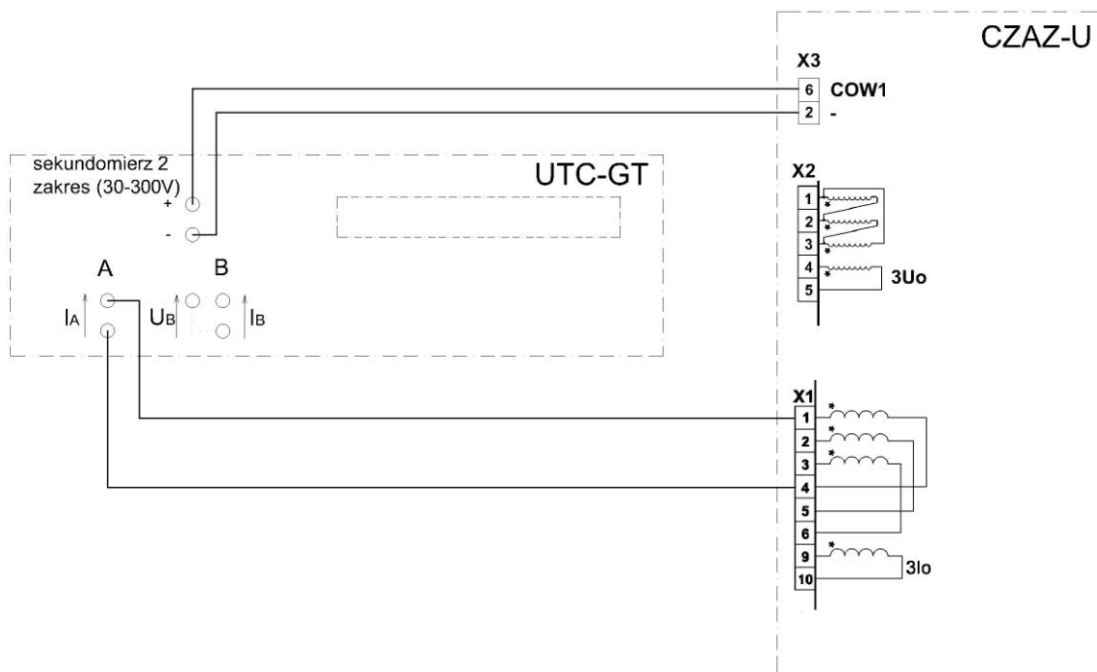 CZAZ-U
X3
6 COW1
2 -
sekundomierz 2
zakres (30-300V)
UTC-GT
+
-
X2
1 *
2 *
3 *
4
5
3Uo
A B
IA UB IB
X1
1 *
2 *
3 *
4
5
6
9 *
10
3Io